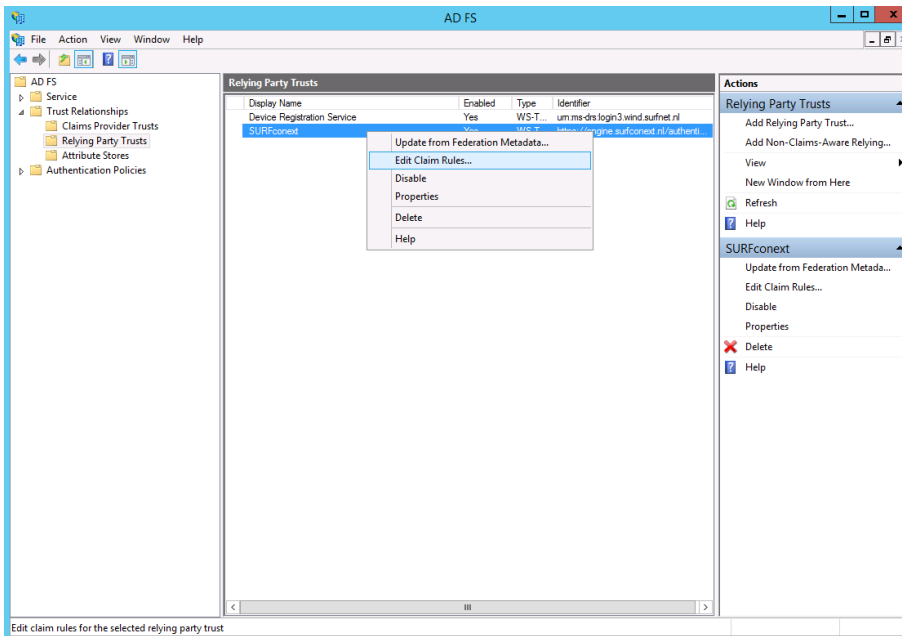 AD FS
File Action View Window Help
AD FS
Service
Trust Relationships
Claims Provider Trusts
Relying Party Trusts
Attribute Stores
Authentication Policies
Relying Party Trusts
Display Name Enabled Type Identifier
Device Registration Service Yes WS-T... urn:ms-drs:login3.wind.surfnet.nl
SURFconext Yes WS-T... https://engine.surfconext.nl/authenti...
Update from Federation Metadata...
Edit Claim Rules...
Disable
Properties
Delete
Help
Actions
Relying Party Trusts
Add Relying Party Trust...
Add Non-Claims-Aware Relying...
View
New Window from Here
Refresh
Help
SURFconext
Update from Federation Metada...
Edit Claim Rules...
Disable
Properties
Delete
Help
Edit claim rules for the selected relying party trust